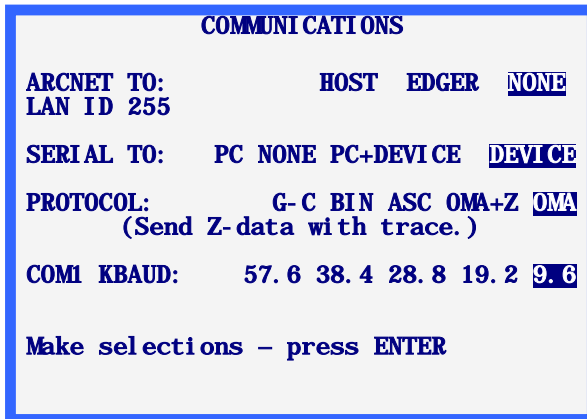 COMMUNICATIONS
ARCNET TO: HOST EDGER NONE
LAN ID 255
SERIAL TO: PC NONE PC+DEVICE DEVICE
PROTOCOL: G-C BIN ASC OMA+Z OMA
(Send Z-data with trace.)
COM1 KBAUD: 57.6 38.4 28.8 19.2 9.6
Make selections – press ENTER